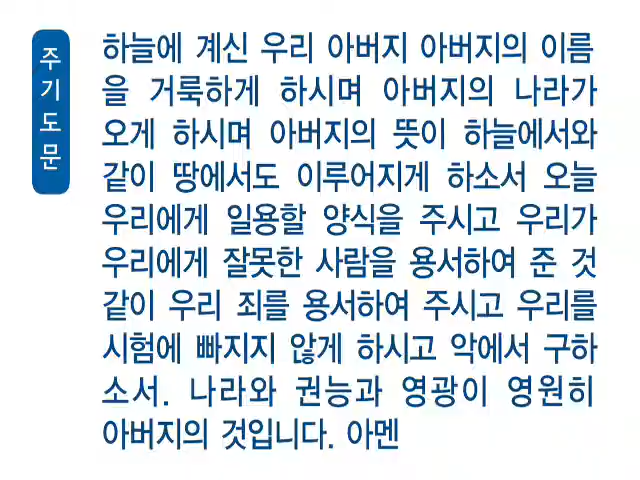 주기도문
하늘에 계신 우리 아버지 아버지의 이름
을 거룩하게 하시며 아버지의 나라가
오게 하시며 아버지의 뜻이 하늘에서와
같이 땅에서도 이루어지게 하소서 오늘
우리에게 일용할 양식을 주시고 우리가
우리에게 잘못한 사람을 용서하여 준 것
같이 우리 죄를 용서하여 주시고 우리를
시험에 빠지지 않게 하시고 악에서 구하
소서. 나라와 권능과 영광이 영원히
아버지의 것입니다. 아멘